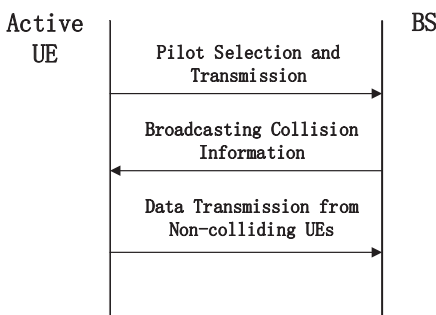 Active
UE
BS
Pilot Selection and
Transmission
Broadcasting Collision
Information
Data Transmission from
Non-colliding UEs